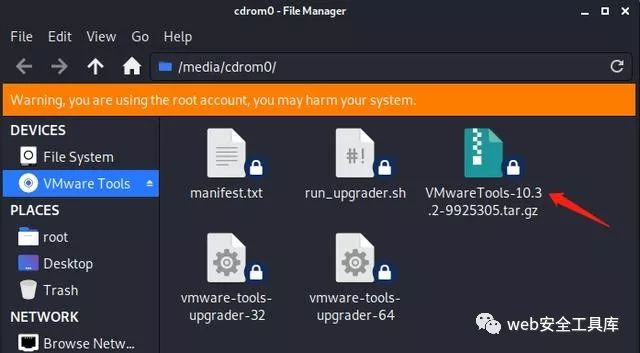 cdrom0 - File Manager
File Edit View Go Help
/media/cdrom0/
Warning, you are using the root account, you may harm your system.
DEVICES
File System
VMware Tools
PLACES
root
Desktop
Trash
NETWORK
Browse Netw...
manifest.txt
#!
run_upgrader.sh
VMwareTools-10.3
.2-9925305.tar.gz
vmware-tools-
upgrader-32
vmware-tools-
upgrader-64
web安全工具库